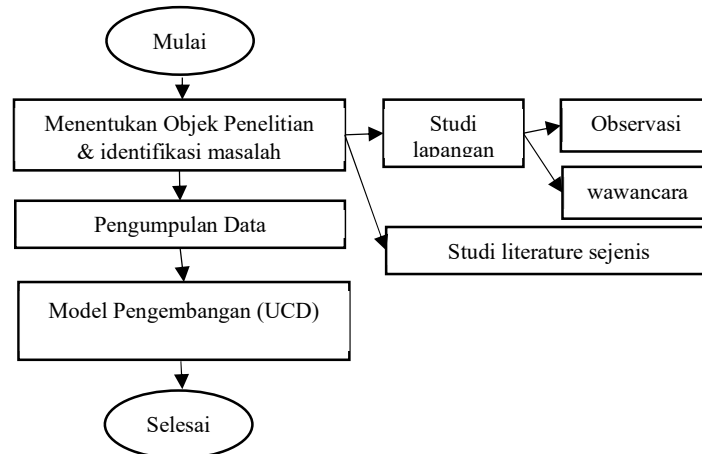 Mulai
Menentukan Objek Penelitian
& identifikasi masalah
Studi
lapangan
Observasi
wawancara
Pengumpulan Data
Studi literature sejenis
Model Pengembangan (UCD)
Selesai